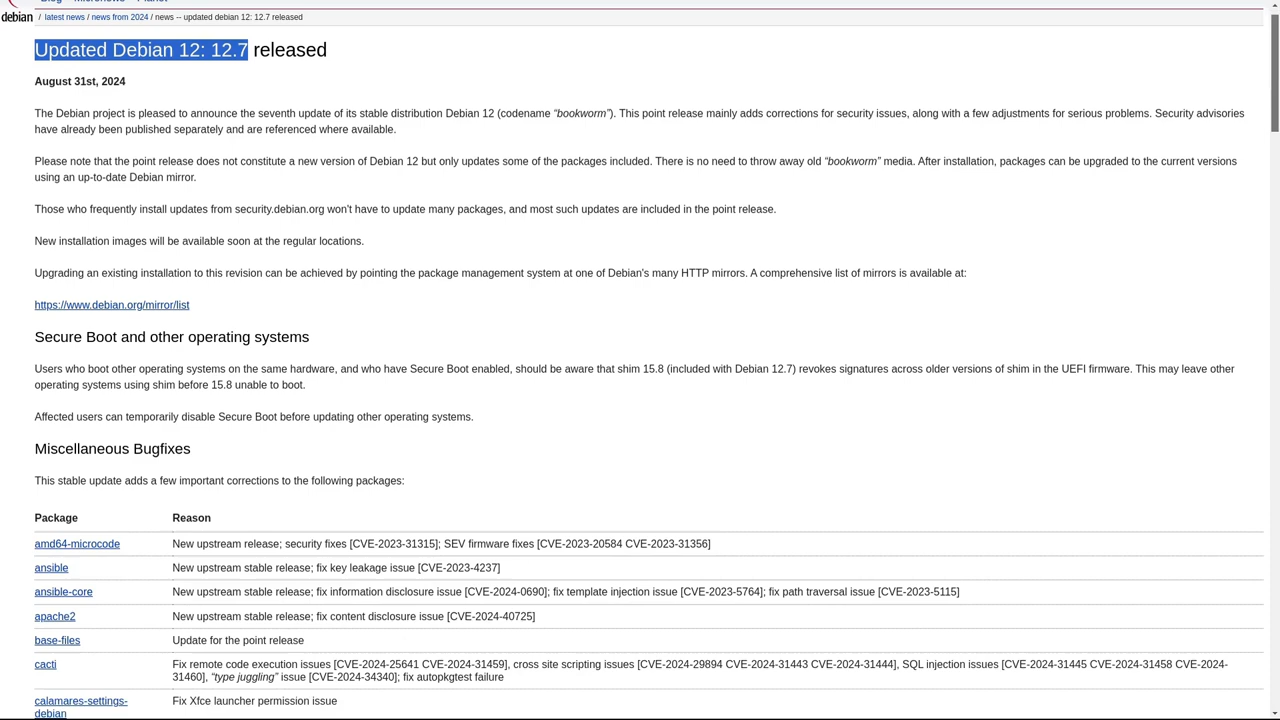 Blog Micronews Planet
debian / latest news / news from 2024 / news -- updated debian 12: 12.7 released
Updated Debian 12: 12.7 released
August 31st, 2024
The Debian project is pleased to announce the seventh update of its stable distribution Debian 12 (codename “bookworm”). This point release mainly adds corrections for security issues, along with a few adjustments for serious problems. Security advisories
have already been published separately and are referenced where available.
Please note that the point release does not constitute a new version of Debian 12 but only updates some of the packages included. There is no need to throw away old “bookworm” media. After installation, packages can be upgraded to the current versions
using an up-to-date Debian mirror.
Those who frequently install updates from security.debian.org won't have to update many packages, and most such updates are included in the point release.
New installation images will be available soon at the regular locations.
Upgrading an existing installation to this revision can be achieved by pointing the package management system at one of Debian's many HTTP mirrors. A comprehensive list of mirrors is available at:
https://www.debian.org/mirror/list
Secure Boot and other operating systems
Users who boot other operating systems on the same hardware, and who have Secure Boot enabled, should be aware that shim 15.8 (included with Debian 12.7) revokes signatures across older versions of shim in the UEFI firmware. This may leave other
operating systems using shim before 15.8 unable to boot.
Affected users can temporarily disable Secure Boot before updating other operating systems.
Miscellaneous Bugfixes
This stable update adds a few important corrections to the following packages:
Package Reason
amd64-microcode New upstream release; security fixes [CVE-2023-31315]; SEV firmware fixes [CVE-2023-20584 CVE-2023-31356]
ansible New upstream stable release; fix key leakage issue [CVE-2023-4237]
ansible-core New upstream stable release; fix information disclosure issue [CVE-2024-0690]; fix template injection issue [CVE-2023-5764]; fix path traversal issue [CVE-2023-5115]
apache2 New upstream stable release; fix content disclosure issue [CVE-2024-40725]
base-files Update for the point release
cacti Fix remote code execution issues [CVE-2024-25641 CVE-2024-31459], cross site scripting issues [CVE-2024-29894 CVE-2024-31443 CVE-2024-31444], SQL injection issues [CVE-2024-31445 CVE-2024-31458 CVE-2024-
31460], “type juggling” issue [CVE-2024-34340]; fix autopkgtest failure
calamares-settings- Fix Xfce launcher permission issue
debian